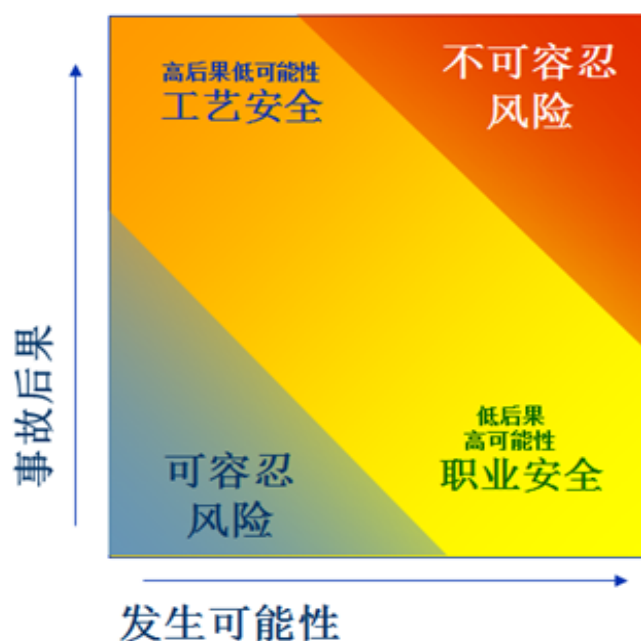 高后果低可能性
工艺安全
不可容忍
风险
事故后果
低后果
高可能性
职业安全
可容忍
风险
发生可能性